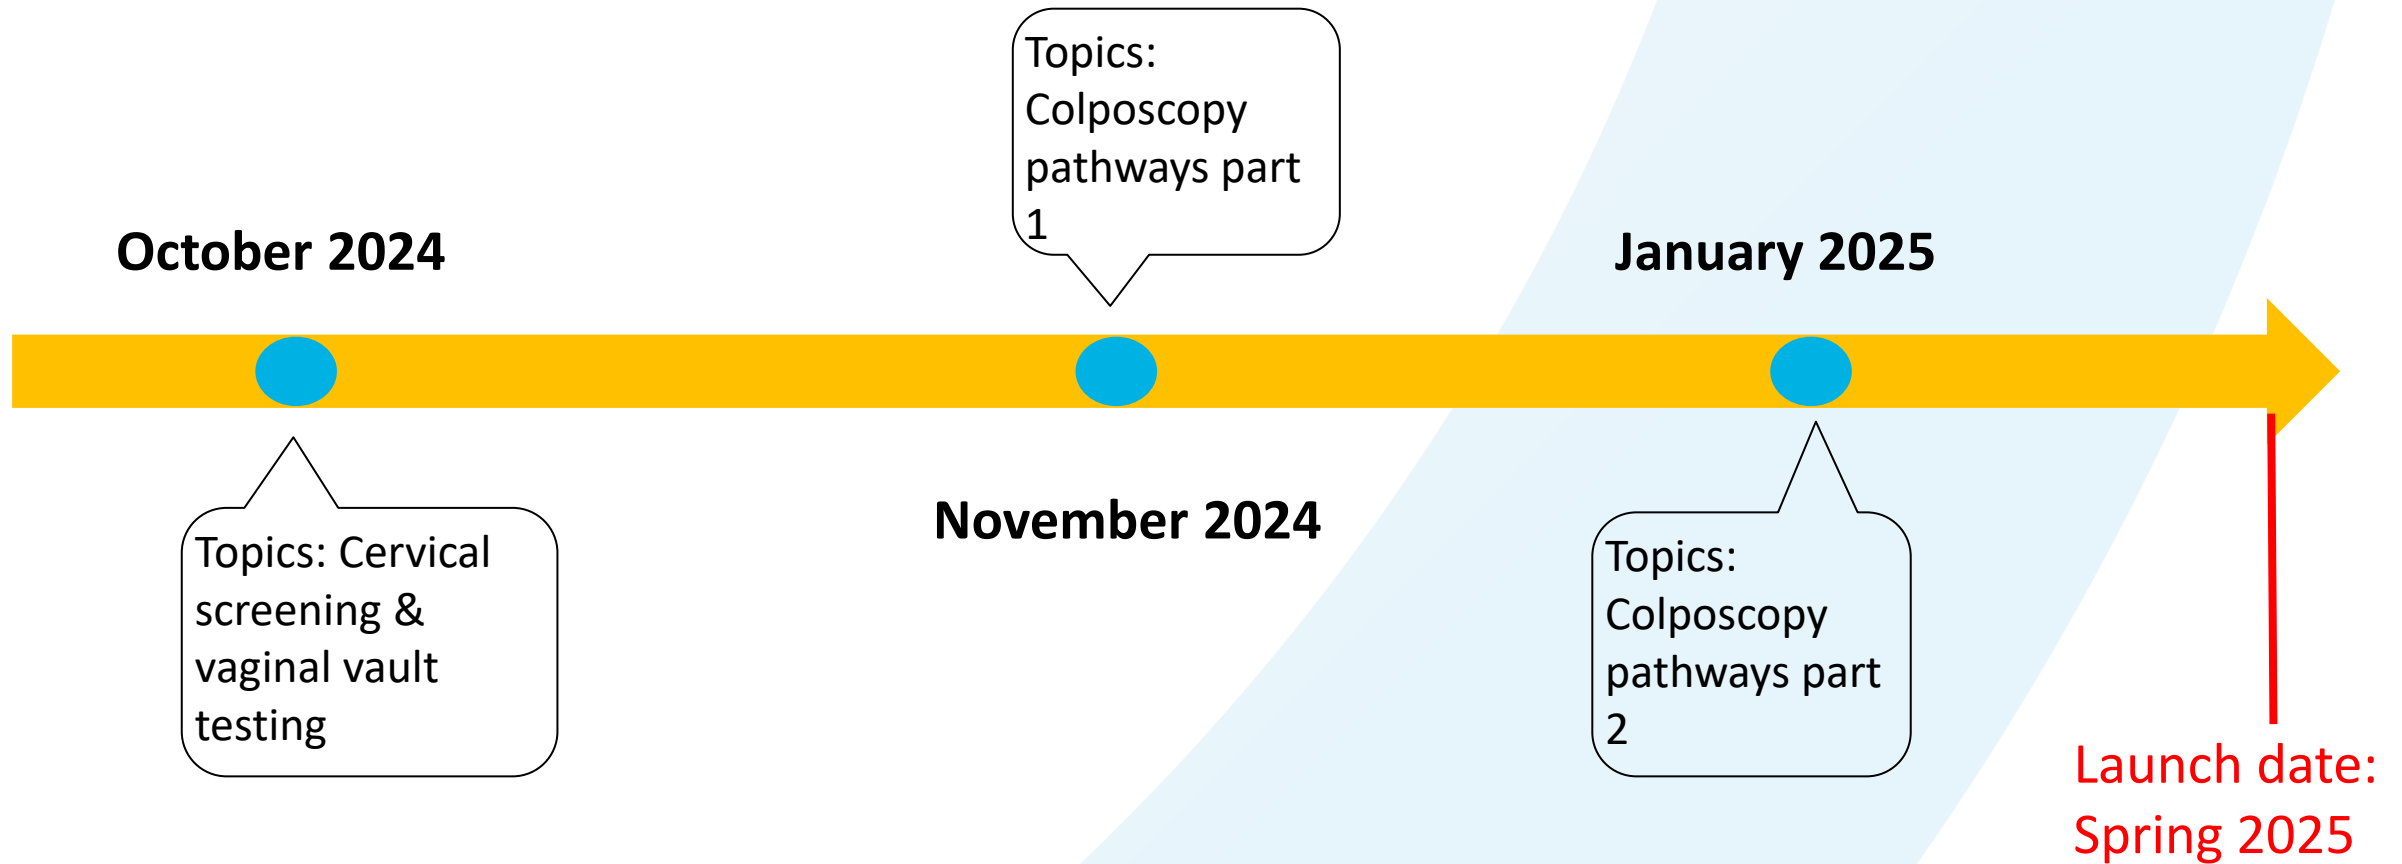 October 2024
Topics: Cervical
screening &
vaginal vault
testing
Topics:
Colposcopy
pathways part
1
November 2024
January 2025
Topics:
Colposcopy
pathways part
2
Launch date:
Spring 2025